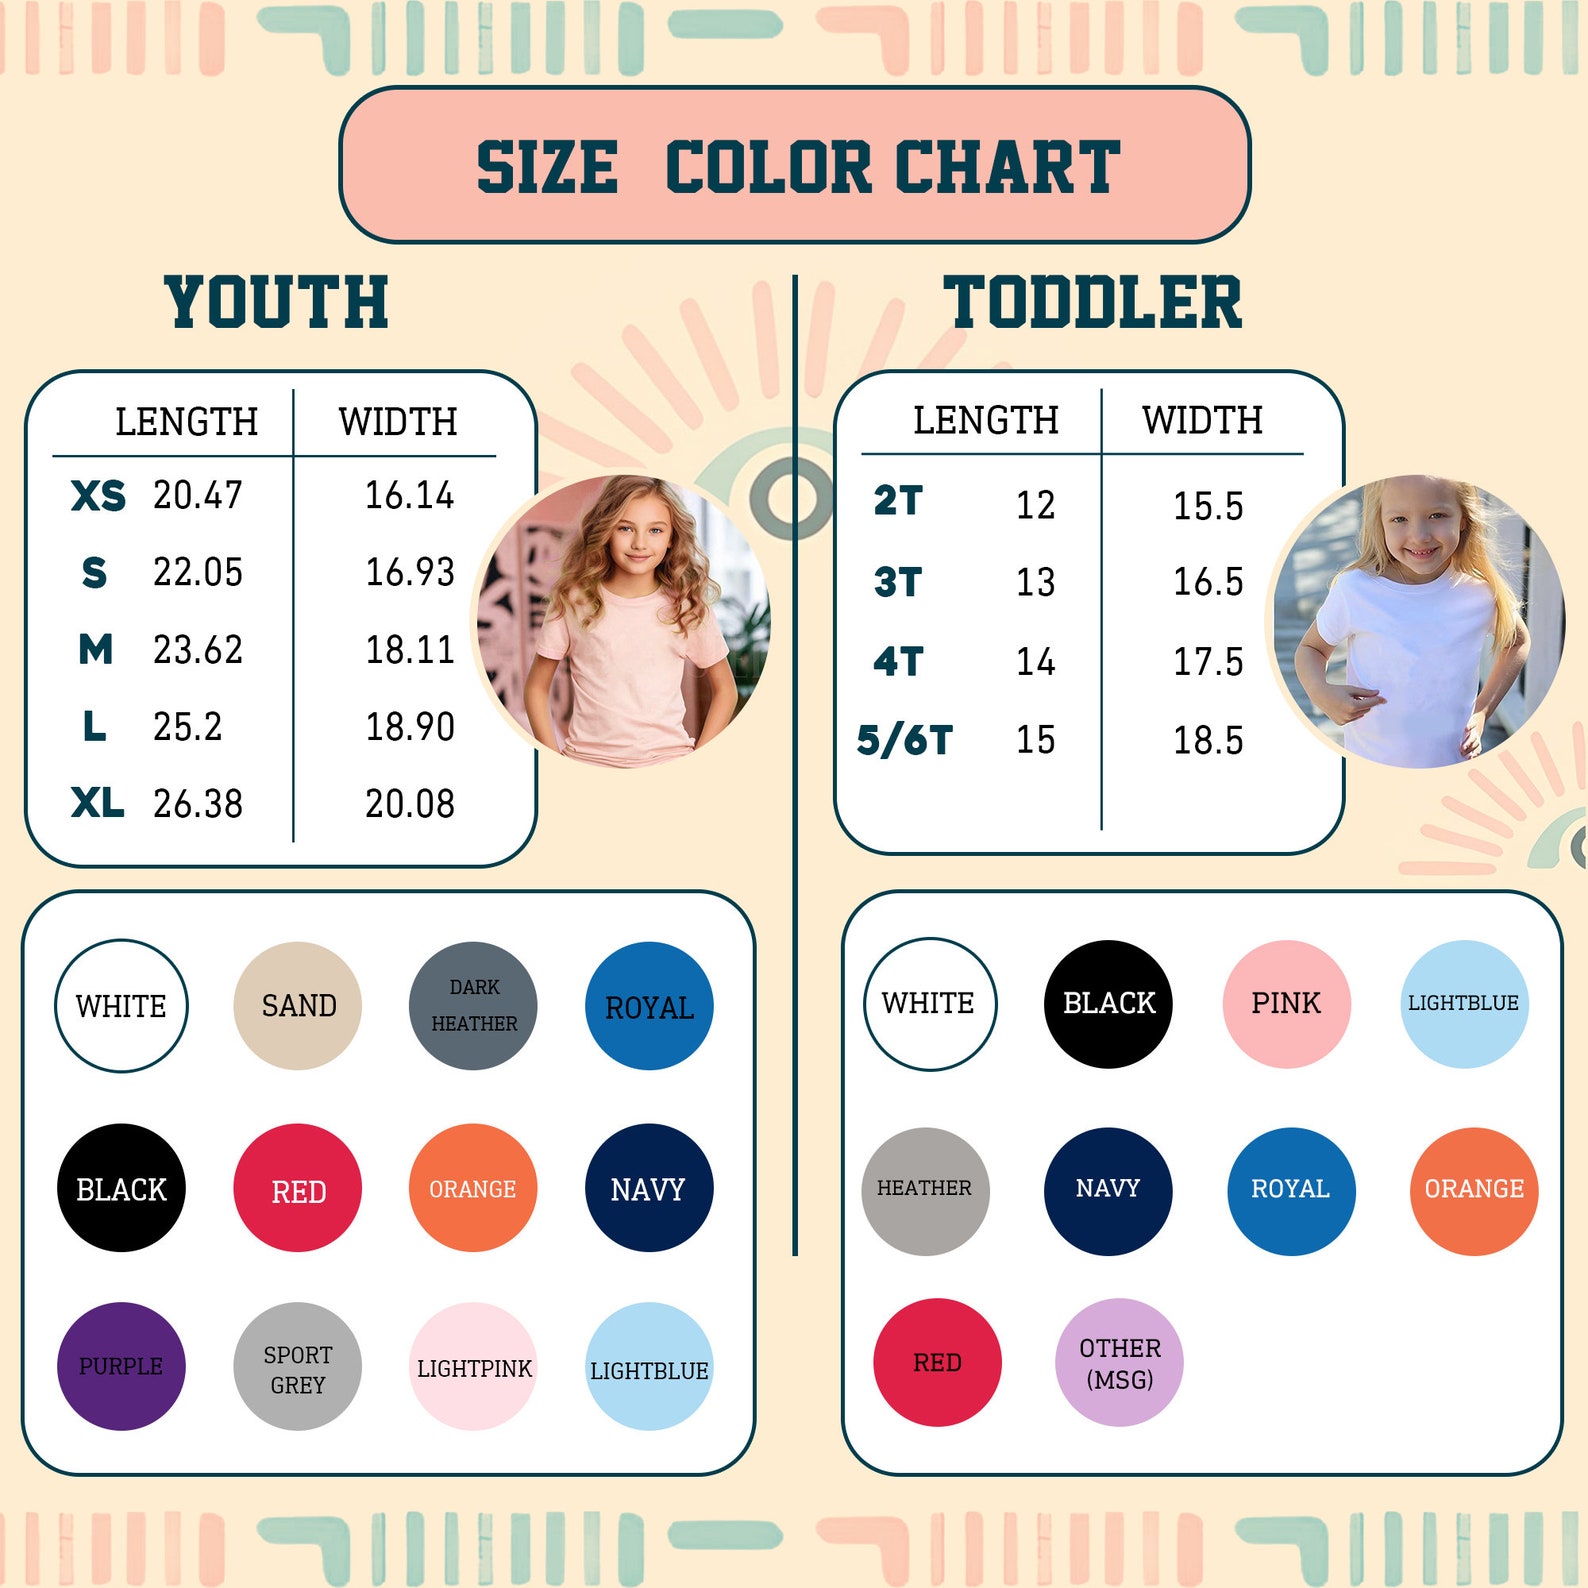 SIZE COLOR CHART
YOUTH
LENGTH WIDTH
XS 20.47 16.14
S 22.05 16.93
M 23.62 18.11
L 25.2 18.90
XL 26.38 20.08
WHITE SAND DARK HEATHER ROYAL
BLACK RED ORANGE NAVY
PURPLE SPORT GREY LIGHTPINK LIGHTBLUE
TODDLER
LENGTH WIDTH
2T 12 15.5
3T 13 16.5
4T 14 17.5
5/6T 15 18.5
WHITE BLACK PINK LIGHTBLUE
HEATHER NAVY ROYAL ORANGE
RED OTHER (MSG)